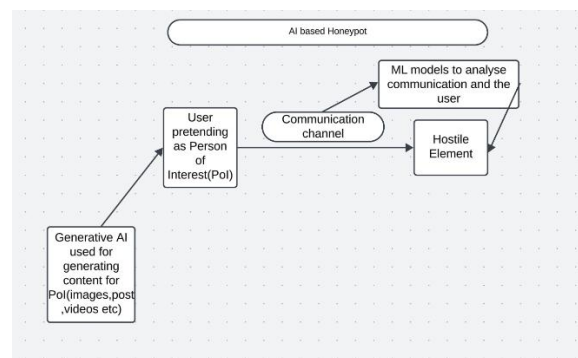 AI based Honeypot
ML models to analyse
communication and the
user
User
pretending
as Person
of
Interest(PoI)
Communication
channel
Hostile
Element
Generative AI
used for
generating
content for
PoI(images,post
,videos etc)